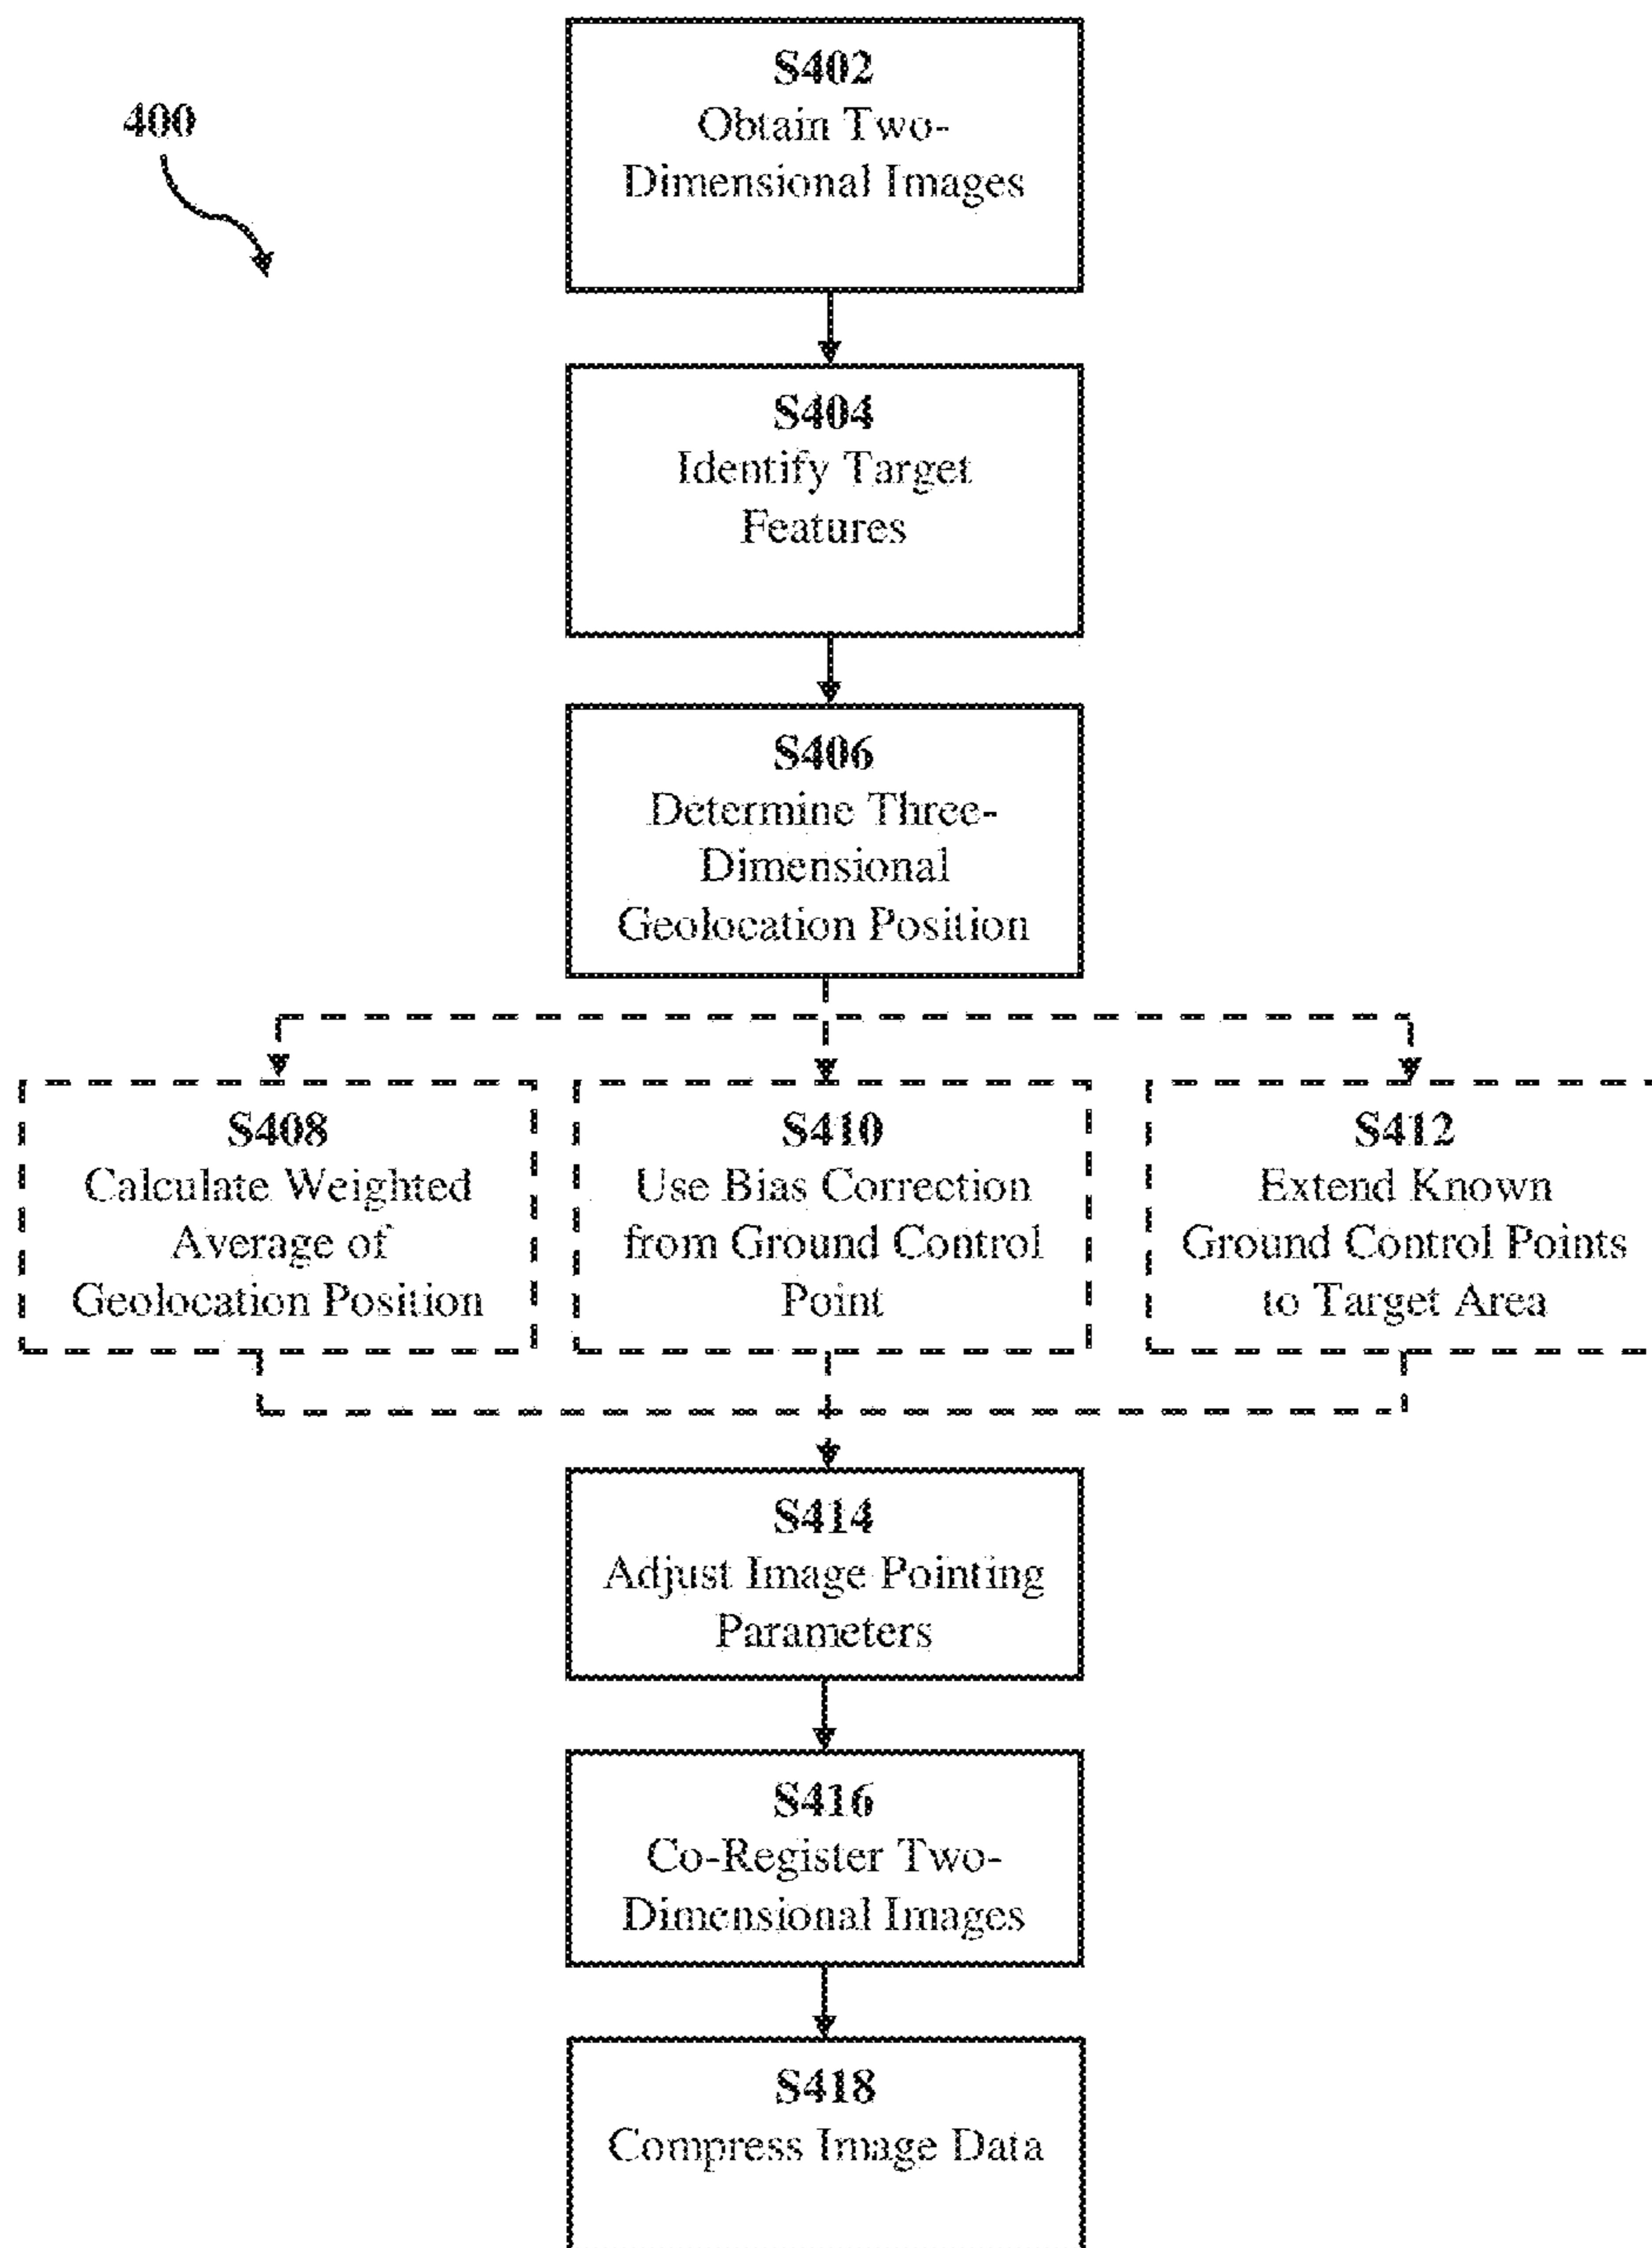 400
S402
Obtain Two-
Dimensional Images
S404
Identify Target
Features
S406
Determine Three-
Dimensional
Geolocation Position
S408
Calculate Weighted
Average of
Geolocation Position
S410
Use Bias Correction
from Ground Control
Point
S412
Extend Known
Ground Control Points
to Target Area
S414
Adjust Image Pointing
Parameters
S416
Co-Register Two-
Dimensional Images
S418
Compress Image Data